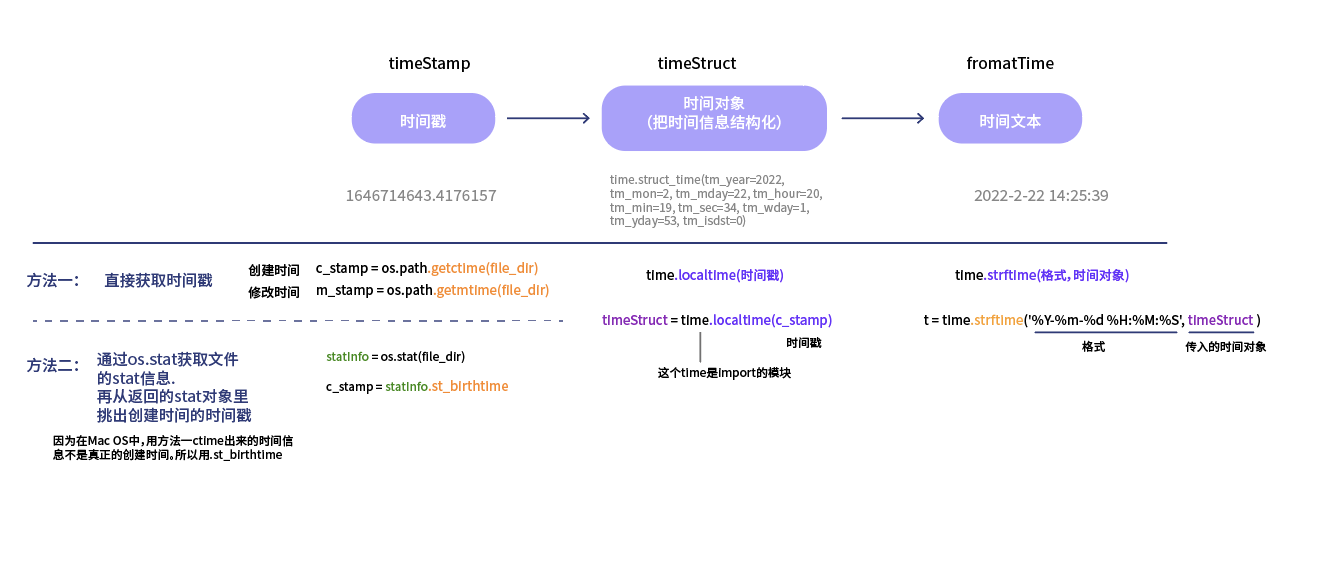 timeStamp
timeStruct
fromatTime
时间戳
时间对象
（把时间信息结构化）
时间文本
1646714643.4176157
time.struct_time(tm_year=2022,
tm_mon=2, tm_mday=22, tm_hour=20,
tm_min=19, tm_sec=34, tm_wday=1,
tm_yday=53, tm_isdst=0)
2022-2-22 14:25:39
方法一： 直接获取时间戳
创建时间 c_stamp = os.path.getctime(file_dir)
修改时间 m_stamp = os.path.getmtime(file_dir)
time.localtime(时间戳)
time.strftime(格式，时间对象)
timeStruct = time.localtime(c_stamp)
时间戳
这个time是import的模块
t = time.strftime('%Y-%m-%d %H:%M:%S', timeStruct )
格式 传入的时间对象
方法二： 通过os.stat获取文件
的stat信息.
再从返回的stat对象里
挑出创建时间的时间戳
statinfo = os.stat(file_dir)
c_stamp = statinfo.st_birthtime
因为在Mac OS中，用方法一ctime出来的时间信
息不是真正的创建时间。所以用.st_birthtime